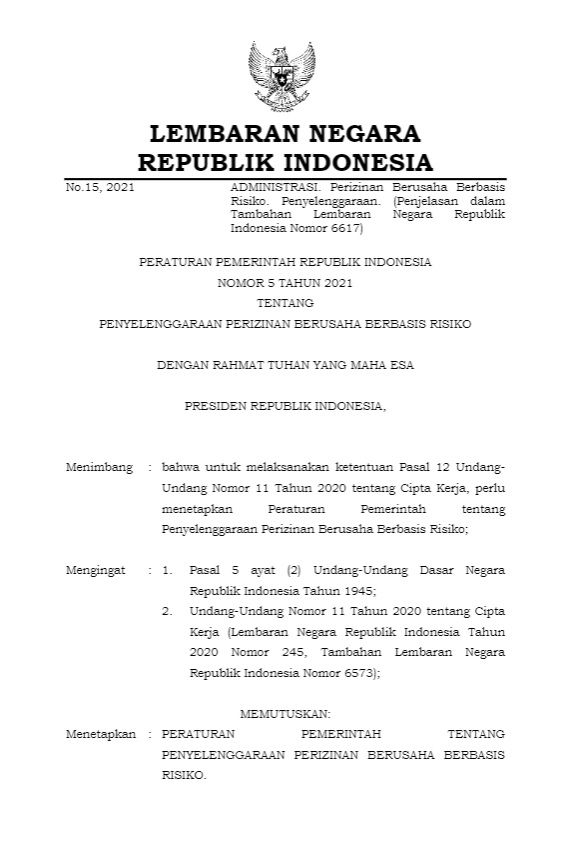 LEMBARAN NEGARA
REPUBLIK INDONESIA
No.15, 2021
ADMINISTRASI. Perizinan Berusaha Berbasis
Risiko. Penyelenggaraan. (Penjelasan dalam
Tambahan Lembaran Negara Republik
Indonesia Nomor 6617)
PERATURAN PEMERINTAH REPUBLIK INDONESIA
NOMOR 5 TAHUN 2021
TENTANG
PENYELENGGARAAN PERIZINAN BERUSAHA BERBASIS RISIKO
DENGAN RAHMAT TUHAN YANG MAHA ESA
PRESIDEN REPUBLIK INDONESIA,
Menimbang : bahwa untuk melaksanakan ketentuan Pasal 12 Undang-
Undang Nomor 11 Tahun 2020 tentang Cipta Kerja, perlu
menetapkan Peraturan Pemerintah tentang
Penyelenggaraan Perizinan Berusaha Berbasis Risiko;
Mengingat : 1. Pasal 5 ayat (2) Undang-Undang Dasar Negara
Republik Indonesia Tahun 1945;
2. Undang-Undang Nomor 11 Tahun 2020 tentang Cipta
Kerja (Lembaran Negara Republik Indonesia Tahun
2020 Nomor 245, Tambahan Lembaran Negara
Republik Indonesia Nomor 6573);
MEMUTUSKAN:
Menetapkan : PERATURAN PEMERINTAH TENTANG
PENYELENGGARAAN PERIZINAN BERUSAHA BERBASIS
RISIKO.